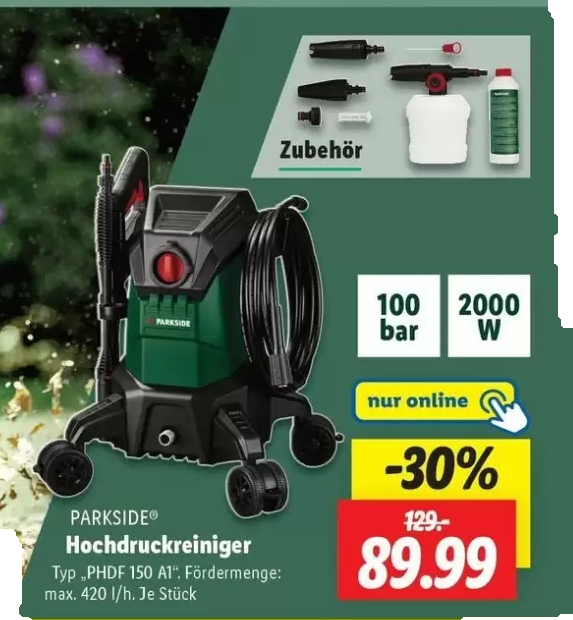 Zubehör
PARKSIDE
100
bar
2000
W
nur online
-30%
129.-
89.99
PARKSIDE®
Hochdruckreiniger
Typ „PHDF 150 A1“. Fördermenge:
max. 420 l/h. Je Stück